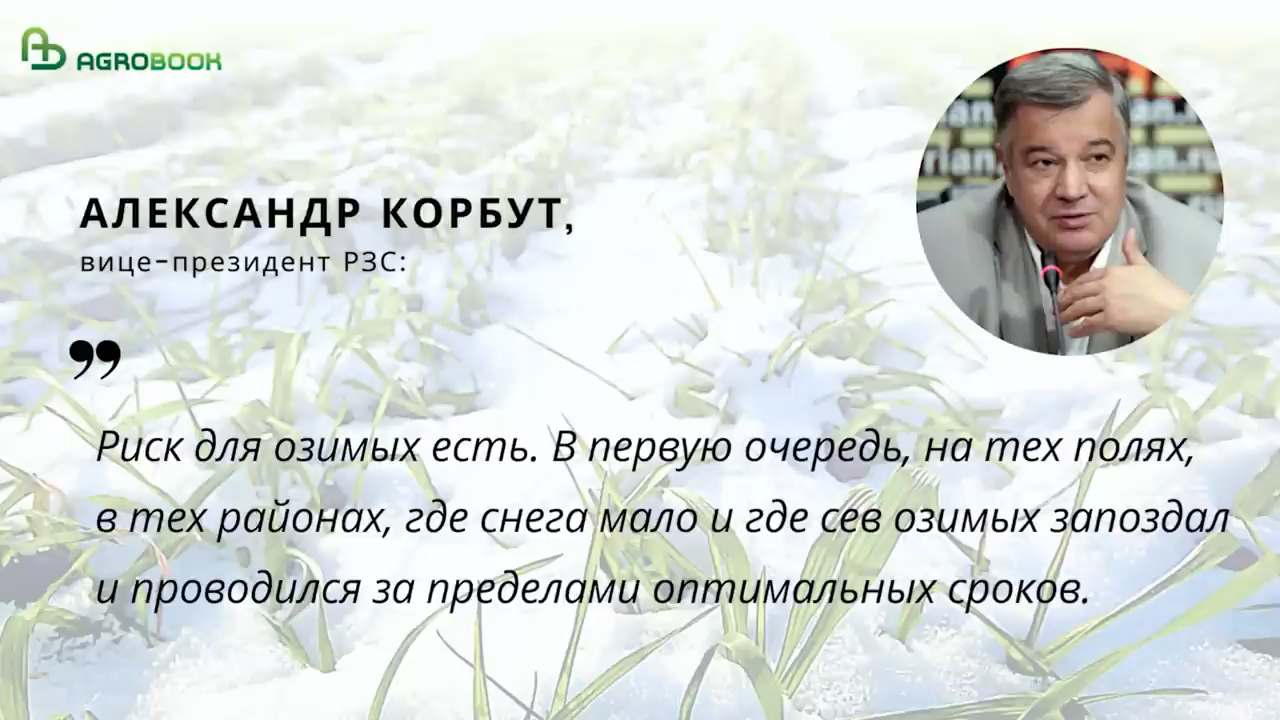 AGROBOOK
АЛЕКСАНДР КОРБУТ,
вице-президент РЗС:
”
Риск для озимых есть. В первую очередь, на тех полях,
в тех районах, где снега мало и где сев озимых запоздал
и проводился за пределами оптимальных сроков.